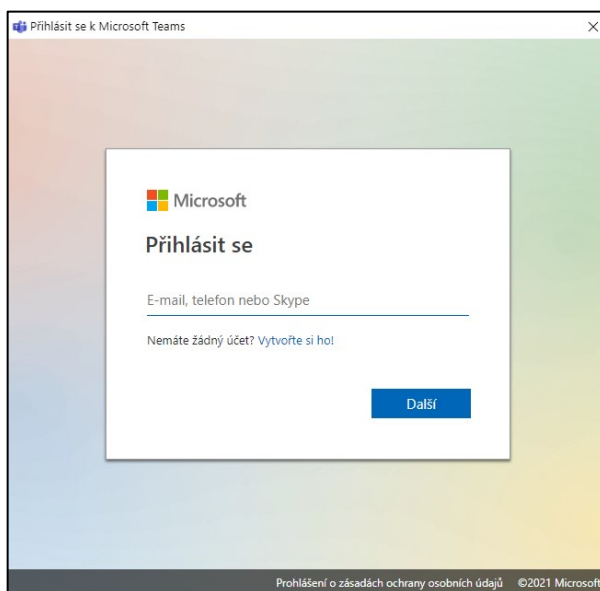 Přihlásit se k Microsoft Teams
Microsoft
Přihlásit se
E-mail, telefon nebo Skype
Nemáte žádný účet? Vytvořte si ho!
Další
Prohlášení o zásadách ochrany osobních údajů ©2021 Microsoft